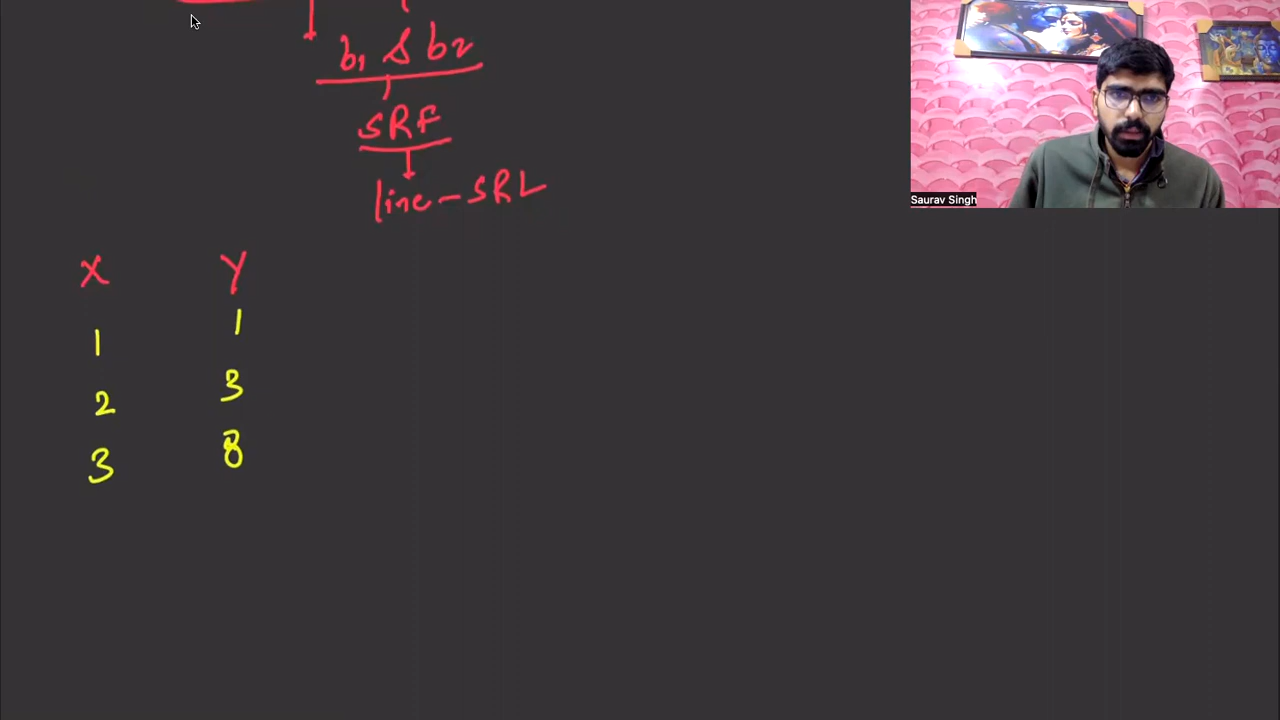 b1 & b2
SRF
line - SRL
X Y
1 1
2 3
3 8
Saurav Singh